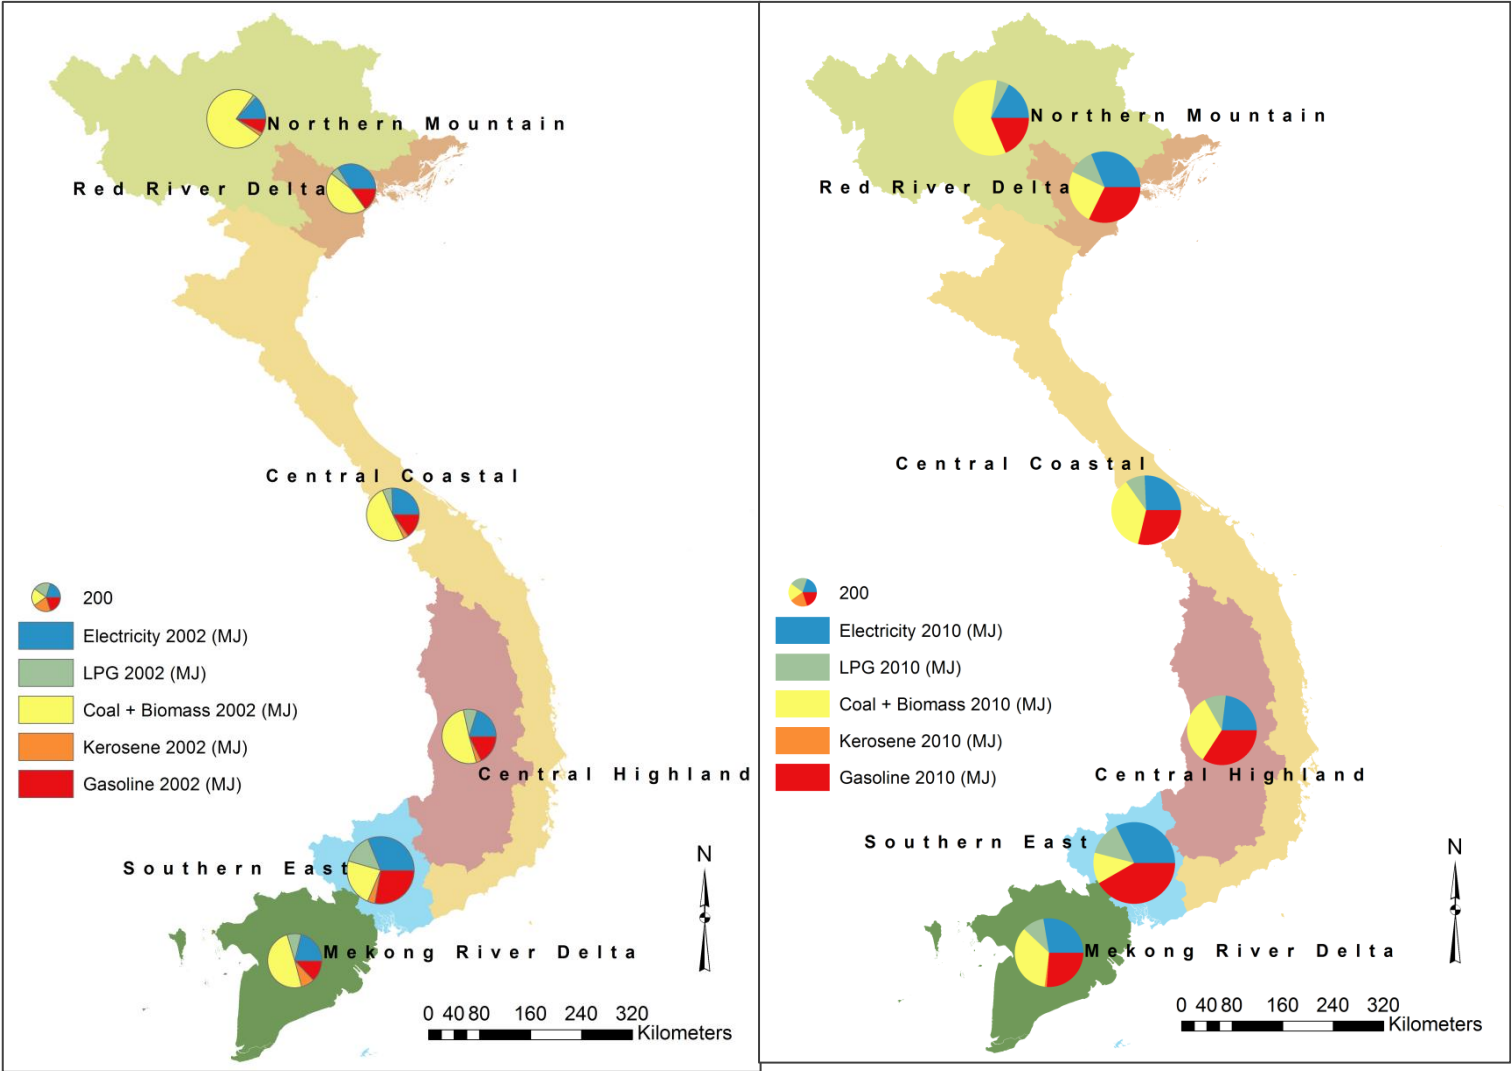 Northern Mountain
Red River Delta
Central Coastal
200
Electricity 2002 (MJ)
LPG 2002 (MJ)
Coal + Biomass 2002 (MJ)
Kerosene 2002 (MJ)
Gasoline 2002 (MJ)
Central Highland
Southern East
N
Mekong River Delta
0 40 80 160 240 320
Kilometers
Northern Mountain
Red River Delta
Central Coastal
200
Electricity 2010 (MJ)
LPG 2010 (MJ)
Coal + Biomass 2010 (MJ)
Kerosene 2010 (MJ)
Gasoline 2010 (MJ)
Central Highland
Southern East
N
Mekong River Delta
0 40 80 160 240 320
Kilometers